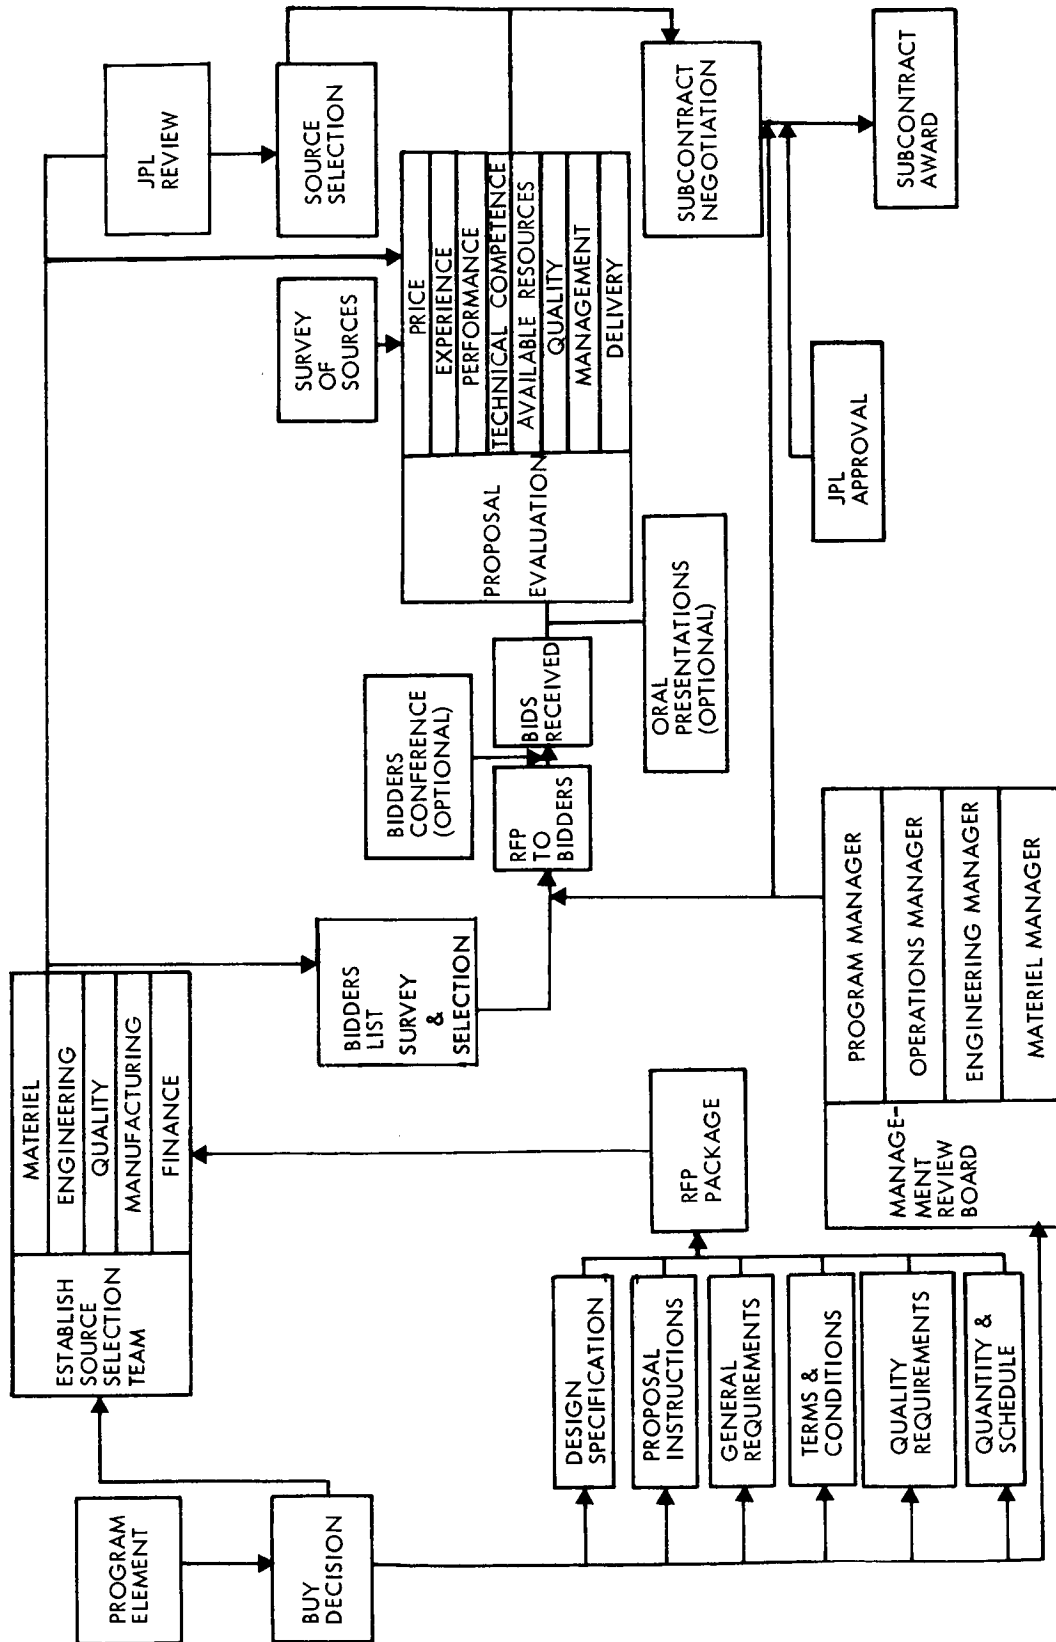 PROGRAM
ELEMENT
BUY
DECISION
ESTABLISH
SOURCE
SELECTION
TEAM
MATERIEL
ENGINEERING
QUALITY
MANUFACTURING
FINANCE
DESIGN
SPECIFICATION
PROPOSAL
INSTRUCTIONS
GENERAL
REQUIREMENTS
TERMS &
CONDITIONS
QUALITY
REQUIREMENTS
QUANTITY &
SCHEDULE
RFP
PACKAGE
MANAGE-
MENT
REVIEW
BOARD
PROGRAM MANAGER
OPERATIONS MANAGER
ENGINEERING MANAGER
MATERIEL MANAGER
BIDDERS
LIST
SURVEY
&
SELECTION
RFP
TO
BIDDERS
BIDDERS
CONFERENCE
(OPTIONAL)
BIDS
RECEIVED
ORAL
PRESENTATIONS
(OPTIONAL)
PROPOSAL
EVALUATION
PRICE
EXPERIENCE
PERFORMANCE
TECHNICAL COMPETENCE
AVAILABLE RESOURCES
QUALITY
MANAGEMENT
DELIVERY
SURVEY
OF
SOURCES
JPL
REVIEW
SOURCE
SELECTION
SUBCONTRACT
NEGOTIATION
JPL
APPROVAL
SUBCONTRACT
AWARD